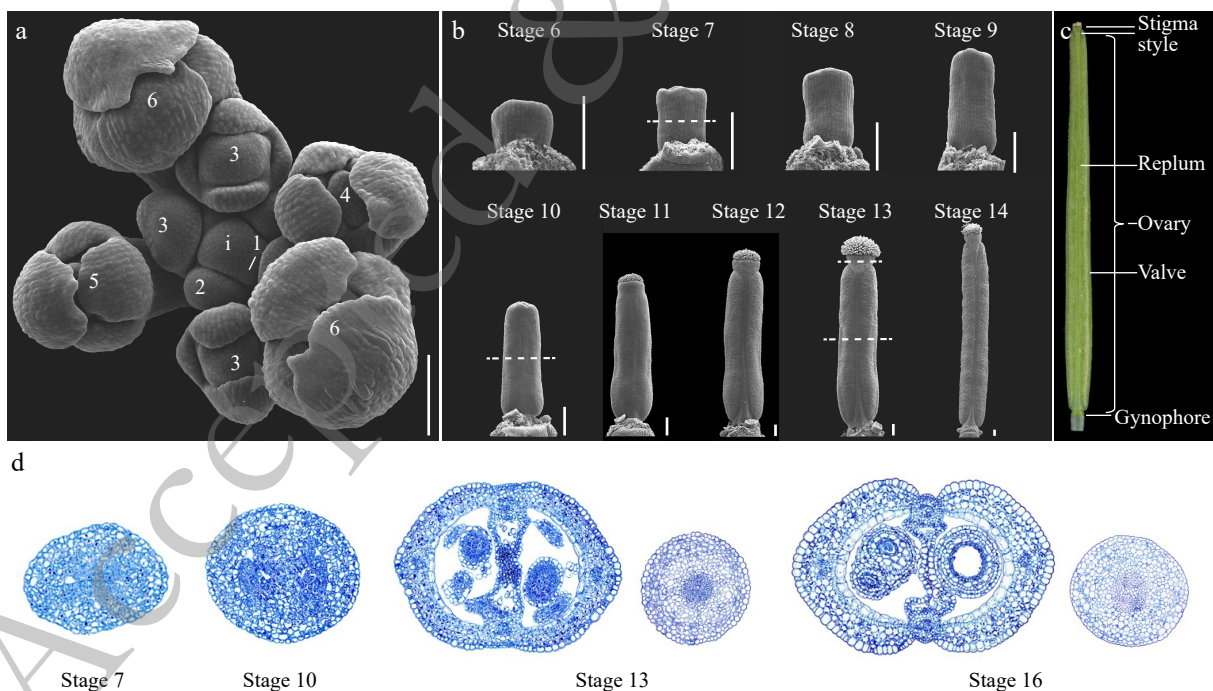 a
6
3
4
3
i
1
5
2
6
3
b
Stage 6
Stage 7
Stage 8
Stage 9
Stage 10
Stage 11
Stage 12
Stage 13
Stage 14
c
Stigma
style
Replum
Ovary
Valve
Gynophore
d
Stage 7
Stage 10
Stage 13
Stage 16
Accepted &